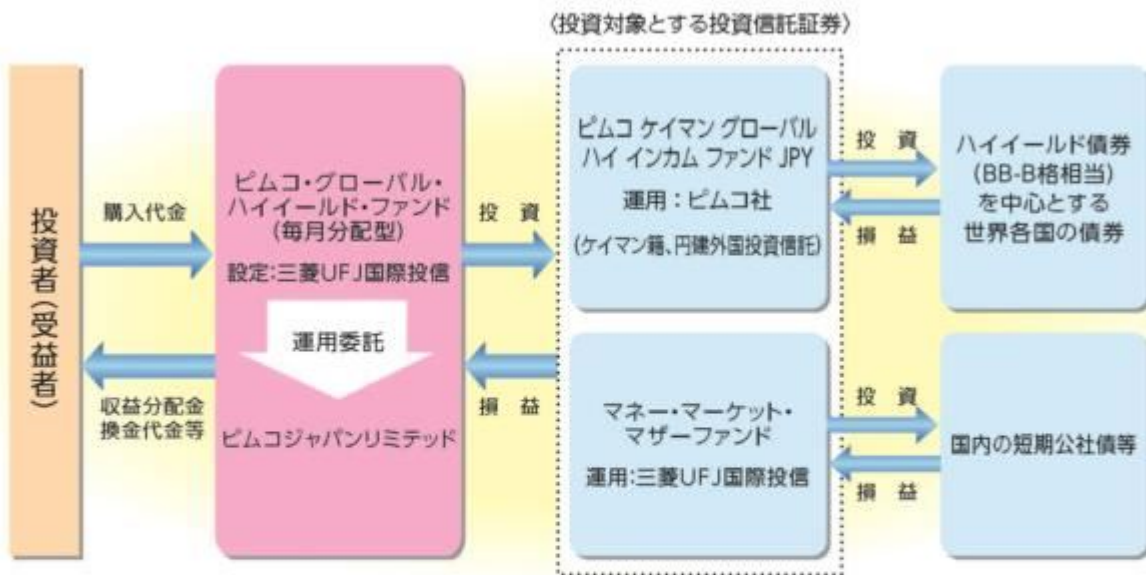 〈投資対象とする投資信託証券〉
投資者(受益者)
購入代金
収益分配金
換金代金等
ピムコ・グローバル・
ハイイールド・ファンド
(毎月分配型)
設定:三菱UFJ国際投信
運用委託
ピムコジャパンリミテッド
投 資
損 益
ピムコ ケイマン グローバル
ハイ インカム ファンド JPY
運用:ピムコ社
(ケイマン籍、円建外国投資信託)
投 資
損 益
ハイイールド債券
(BB-B格相当)
を中心とする
世界各国の債券
マネー・マーケット・
マザーファンド
運用:三菱UFJ国際投信
投 資
損 益
国内の短期公社債等